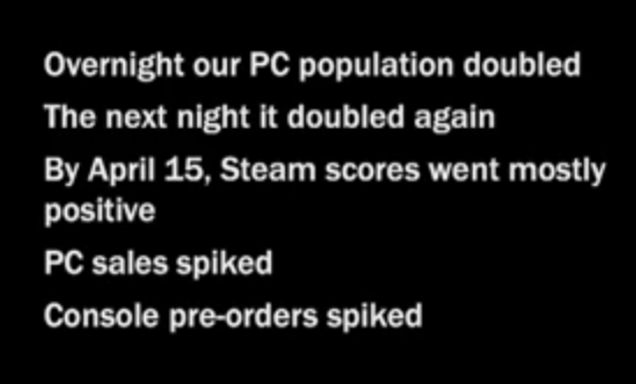 Overnight our PC population doubled
The next night it doubled again
By April 15, Steam scores went mostly
positive
PC sales spiked
Console pre-orders spiked